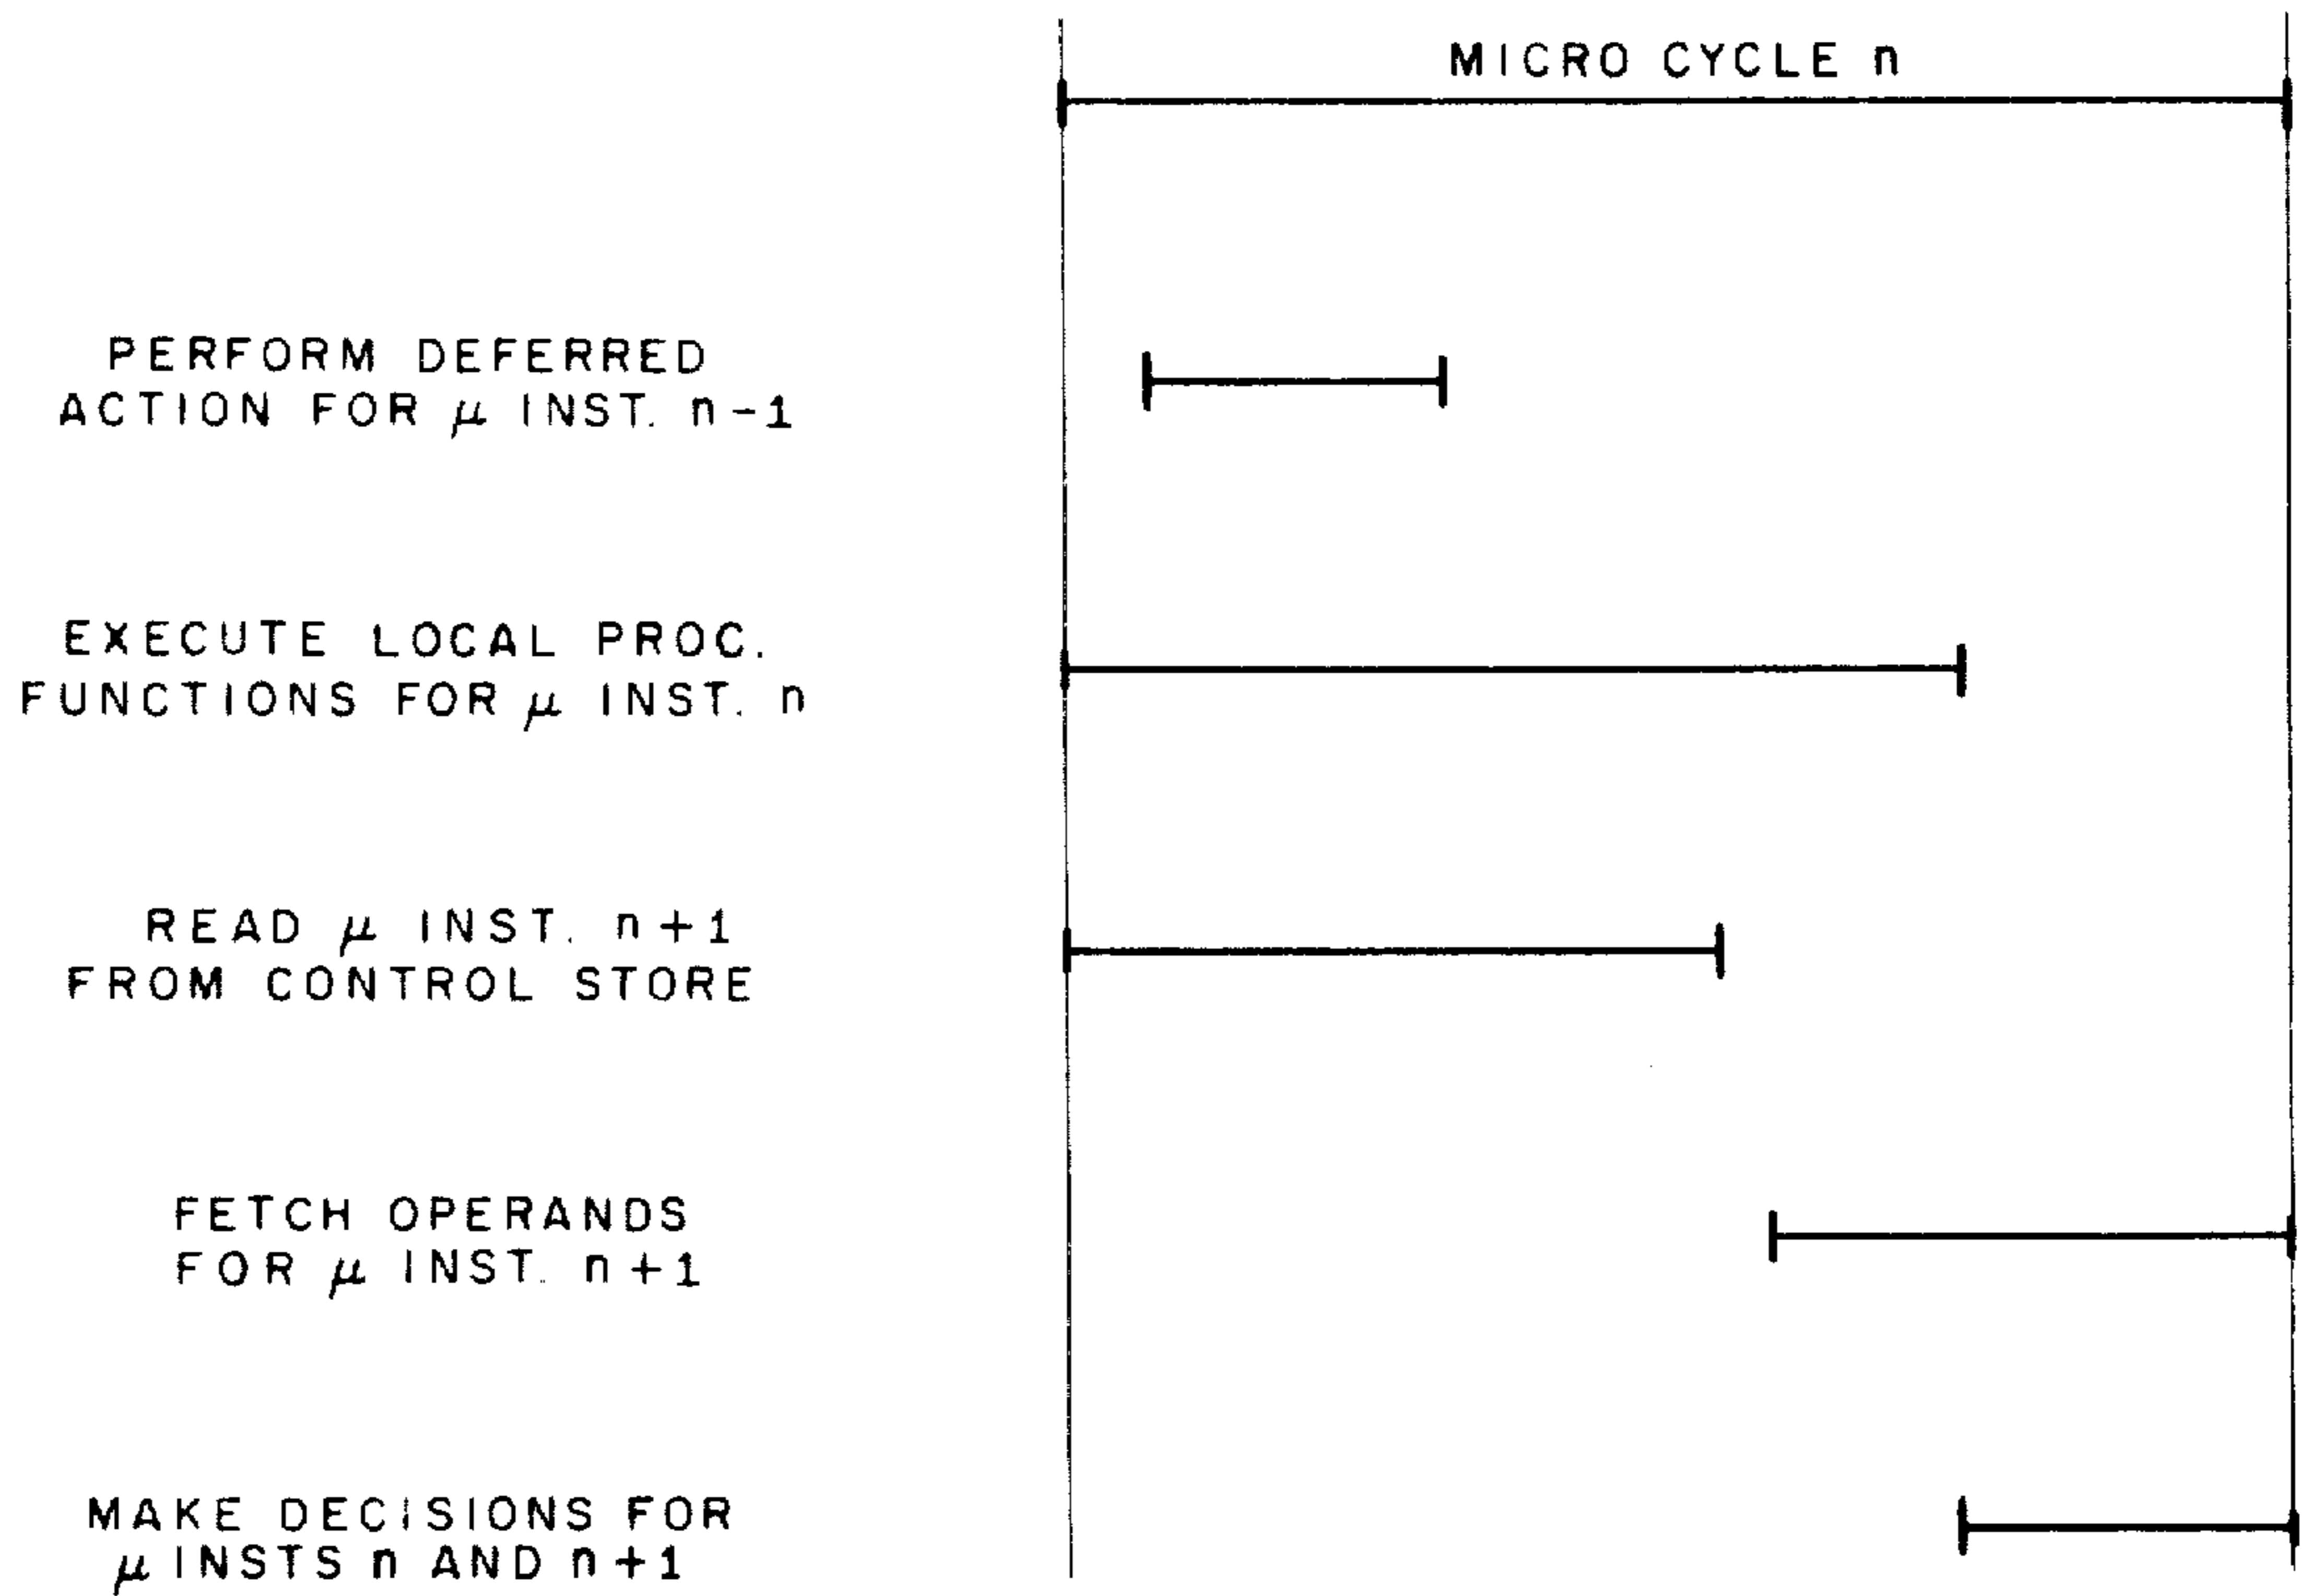 MICRO CYCLE n
PERFORM DEFERRED
ACTION FOR μ INST. n-1
EXECUTE LOCAL PROC.
FUNCTIONS FOR μ INST. n
READ μ INST. n+1
FROM CONTROL STORE
FETCH OPERANDS
FOR μ INST. n+1
MAKE DECISIONS FOR
μ INSTS n AND n+1